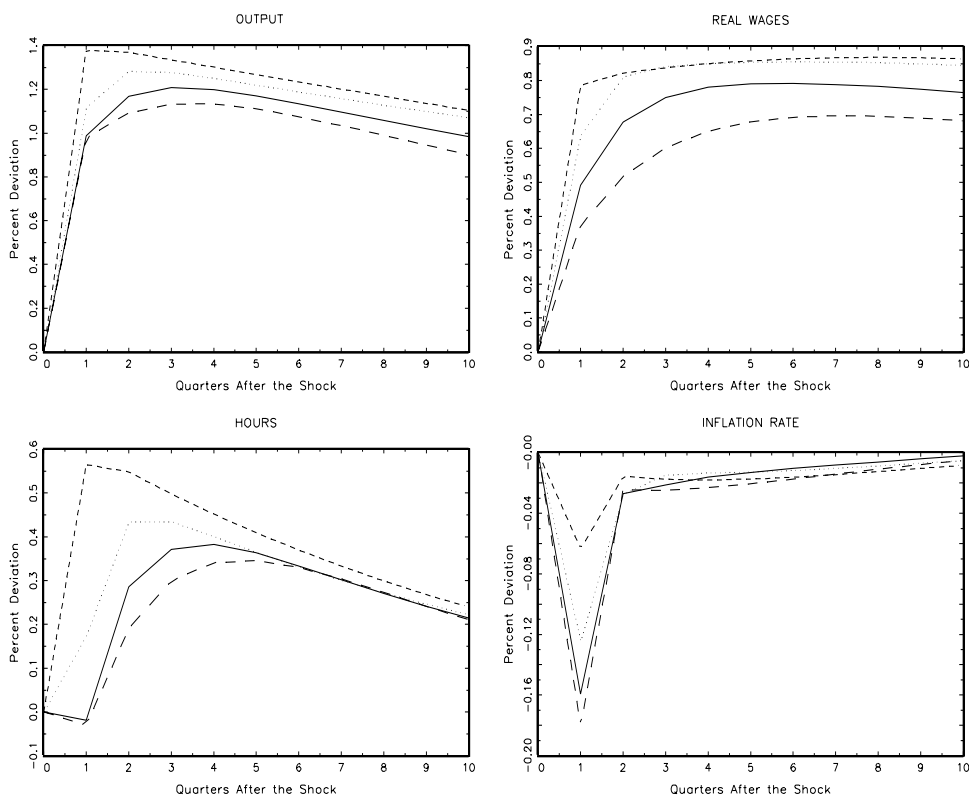 OUTPUT
Percent Deviation
0.0 0.2 0.4 0.6 0.8 1.0 1.2 1.4
0 1 2 3 4 5 6 7 8 9 10
Quarters After the Shock
REAL WAGES
Percent Deviation
0.0 0.1 0.2 0.3 0.4 0.5 0.6 0.7 0.8 0.9
0 1 2 3 4 5 6 7 8 9 10
Quarters After the Shock
HOURS
Percent Deviation
-0.1 0.0 0.1 0.2 0.3 0.4 0.5 0.6
0 1 2 3 4 5 6 7 8 9 10
Quarters After the Shock
INFLATION RATE
Percent Deviation
-0.20 -0.16 -0.12 -0.08 -0.04 -0.00
0 1 2 3 4 5 6 7 8 9 10
Quarters After the Shock